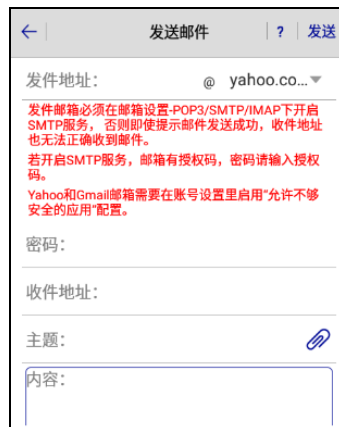 发送邮件 ? 发送
发件地址： @ yahoo.co...
发件邮箱必须在邮箱设置-POP3/SMTP/IMAP下开启
SMTP服务， 否则即使提示邮件发送成功，收件地址
也无法正确收到邮件。
若开启SMTP服务，邮箱有授权码，密码请输入授权
码。
Yahoo和Gmail邮箱需要在账号设置里启用"允许不够
安全的应用"配置。
密码：
收件地址：
主题：
内容：